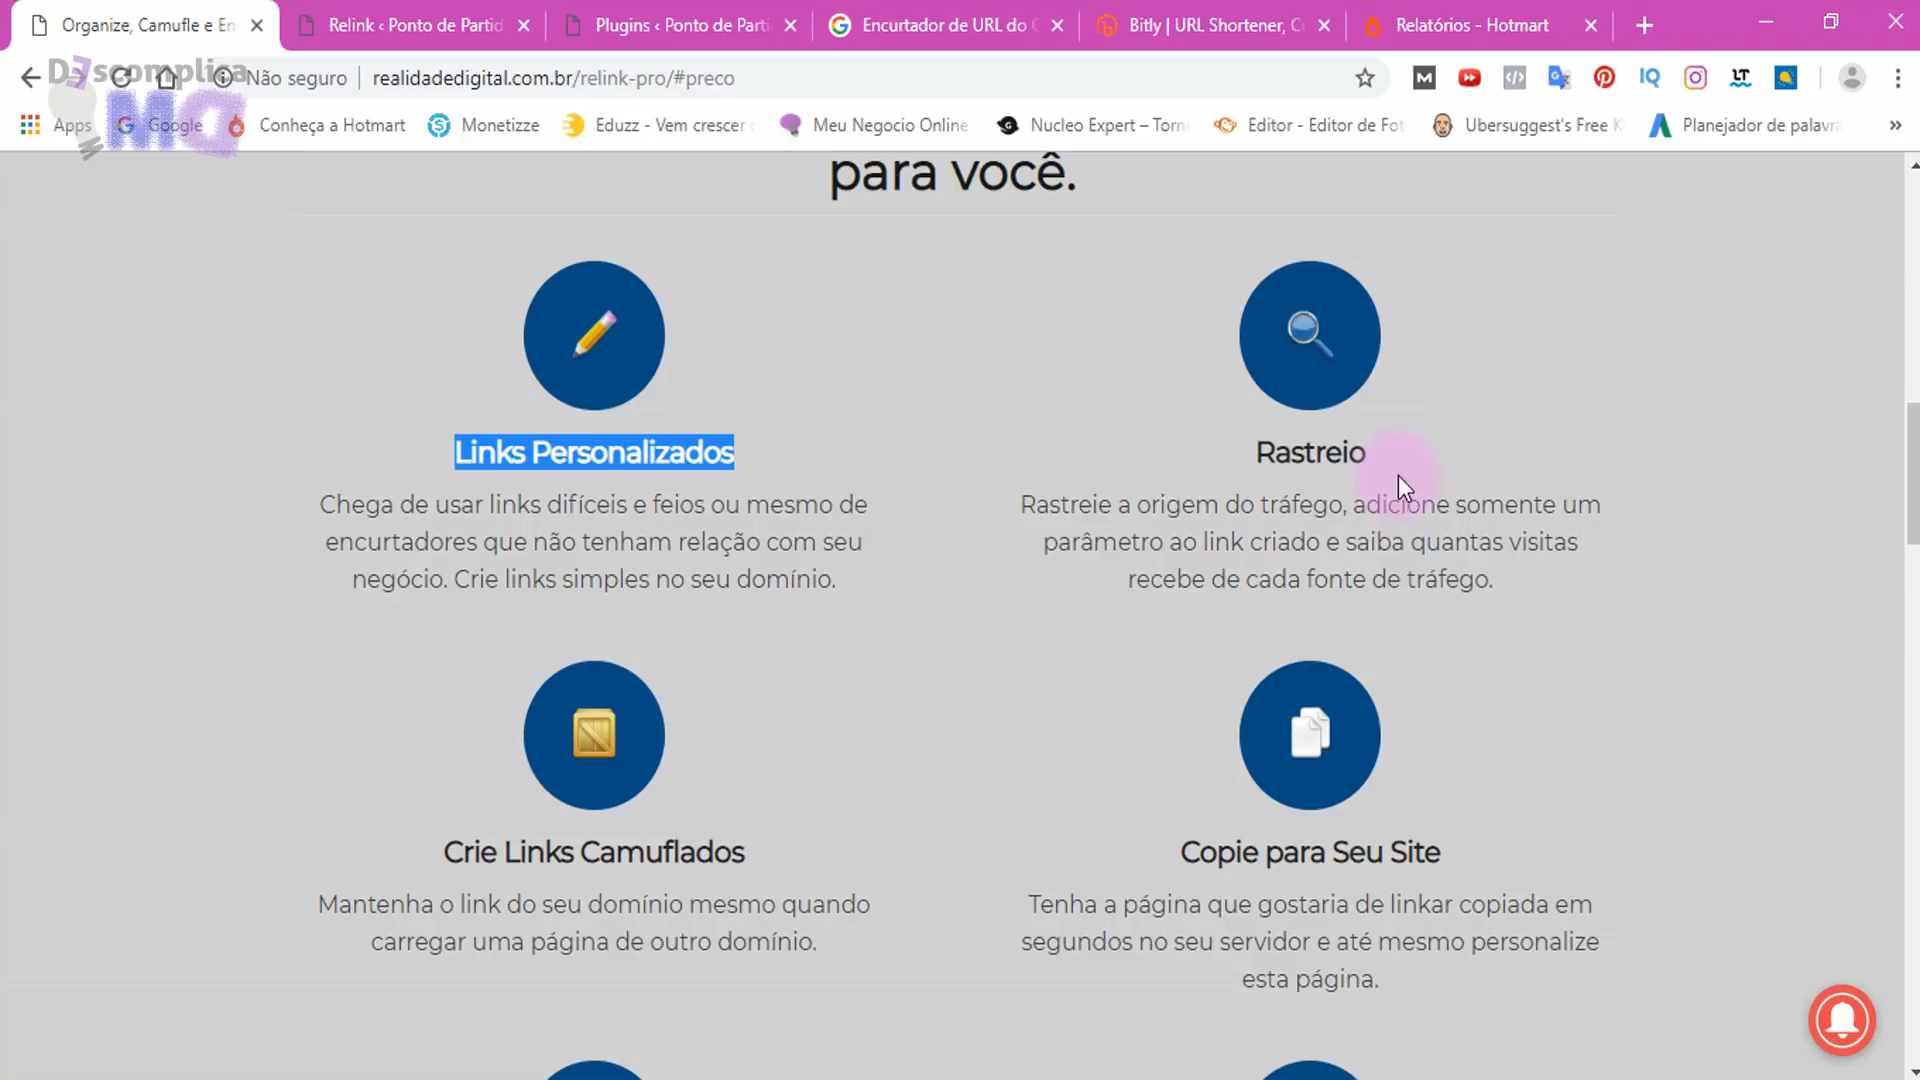 Organize, Camufle e En
Relink ‹ Ponto de Partid
Plugins ‹ Ponto de Parti
Encurtador de URL do
Bitly | URL Shortener, C
Relatórios - Hotmart
Descomplica
MD
Não seguro
realidadedigital.com.br/relink-pro/#preco
Apps
Google
Conheça a Hotmart
Monetizze
Eduzz - Vem crescer
Meu Negocio Online
Nucleo Expert – Torn
Editor - Editor de Fot
Ubersuggest's Free K
Planejador de palavra
para você.
Links Personalizados
Rastreio
Chega de usar links difíceis e feios ou mesmo de
encurtadores que não tenham relação com seu
negócio. Crie links simples no seu domínio.
Rastreie a origem do tráfego, adicione somente um
parâmetro ao link criado e saiba quantas visitas
recebe de cada fonte de tráfego.
Crie Links Camuflados
Copie para Seu Site
Mantenha o link do seu domínio mesmo quando
carregar uma página de outro domínio.
Tenha a página que gostaria de linkar copiada em
segundos no seu servidor e até mesmo personalize
esta página.